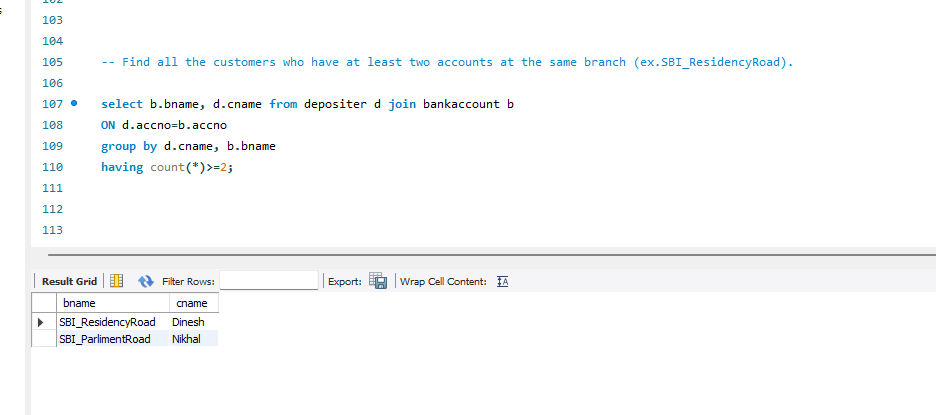 102
103
104
105 -- Find all the customers who have at least two accounts at the same branch (ex.SBI_ResidencyRoad).
106
107 select b.bname, d.cname from depositer d join bankaccount b
108 ON d.accno=b.accno
109 group by d.cname, b.bname
110 having count(*)>=2;
111
112
113
Result Grid Filter Rows: Export: Wrap Cell Content: IA
bname cname
SBI_ResidencyRoad Dinesh
SBI_ParlimentRoad Nikhal